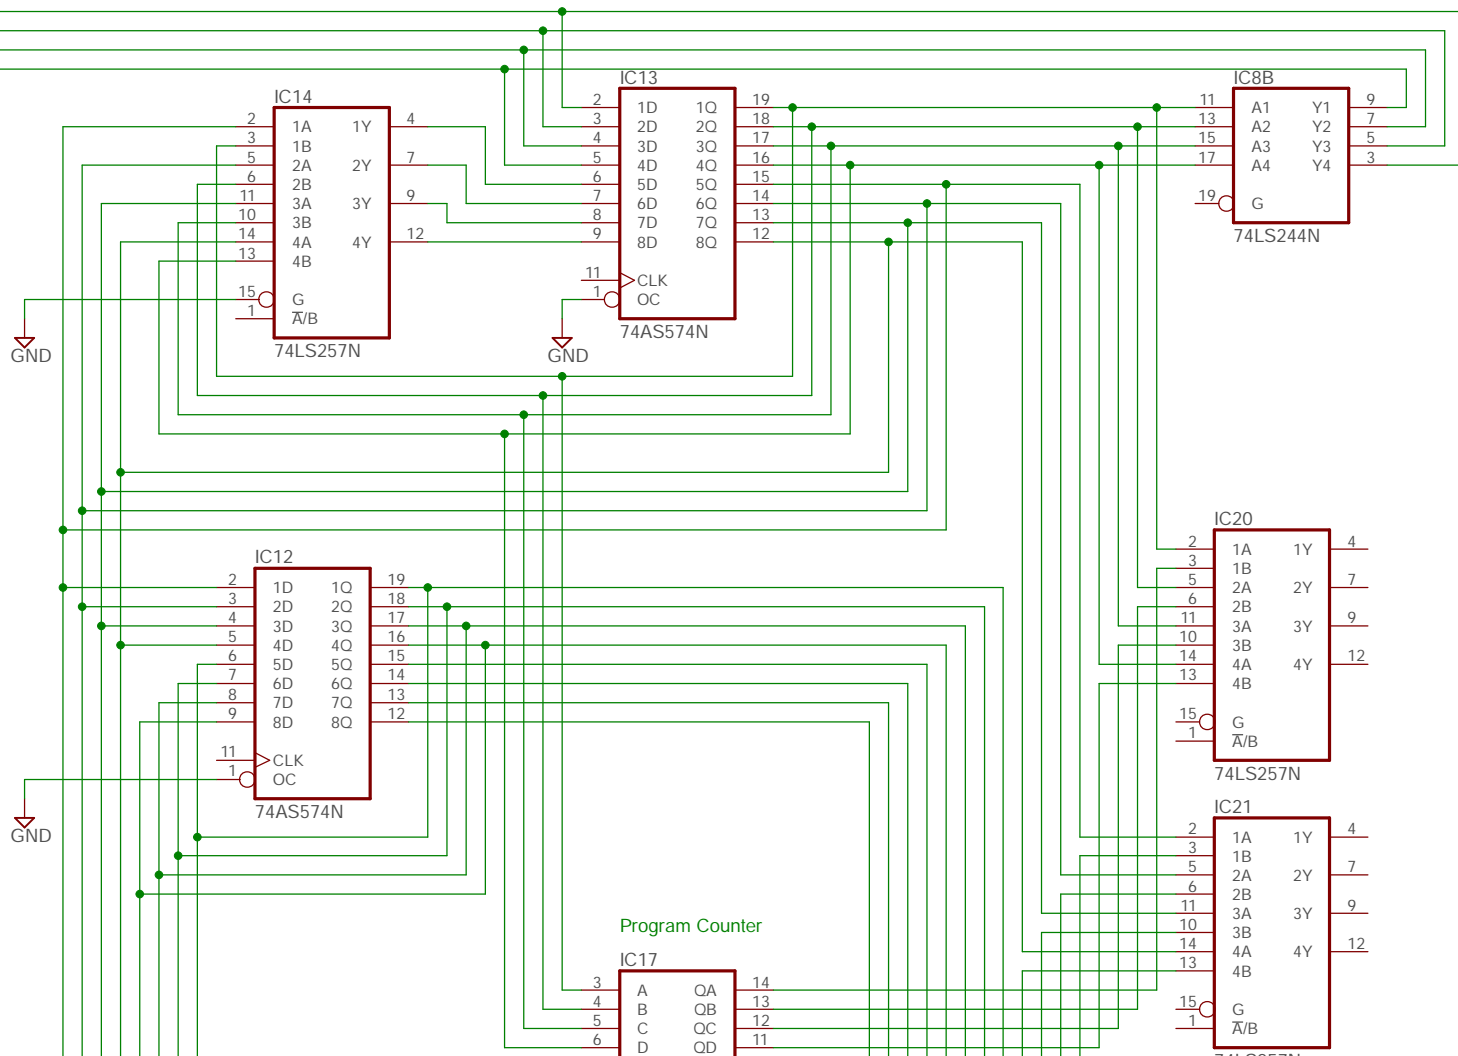 IC14
2 1A 1Y 4
3 1B
5 2A 2Y 7
6 2B
11 3A 3Y 9
10 3B
14 4A 4Y 12
13 4B
15 G
1 A/B
74LS257N
GND
IC13
2 1D 1Q 19
3 2D 2Q 18
4 3D 3Q 17
5 4D 4Q 16
6 5D 5Q 15
7 6D 6Q 14
8 7D 7Q 13
9 8D 8Q 12
11 CLK
1 OC
74AS574N
GND
IC8B
11 A1 Y1 9
13 A2 Y2 7
15 A3 Y3 5
17 A4 Y4 3
19 G
74LS244N
IC12
2 1D 1Q 19
3 2D 2Q 18
4 3D 3Q 17
5 4D 4Q 16
6 5D 5Q 15
7 6D 6Q 14
8 7D 7Q 13
9 8D 8Q 12
11 CLK
1 OC
74AS574N
GND
IC20
2 1A 1Y 4
3 1B
5 2A 2Y 7
6 2B
11 3A 3Y 9
10 3B
14 4A 4Y 12
13 4B
15 G
1 A/B
74LS257N
IC21
2 1A 1Y 4
3 1B
5 2A 2Y 7
6 2B
11 3A 3Y 9
10 3B
14 4A 4Y 12
13 4B
15 G
1 A/B
Program Counter
IC17
3 A QA 14
4 B QB 13
5 C QC 12
6 D QD 11